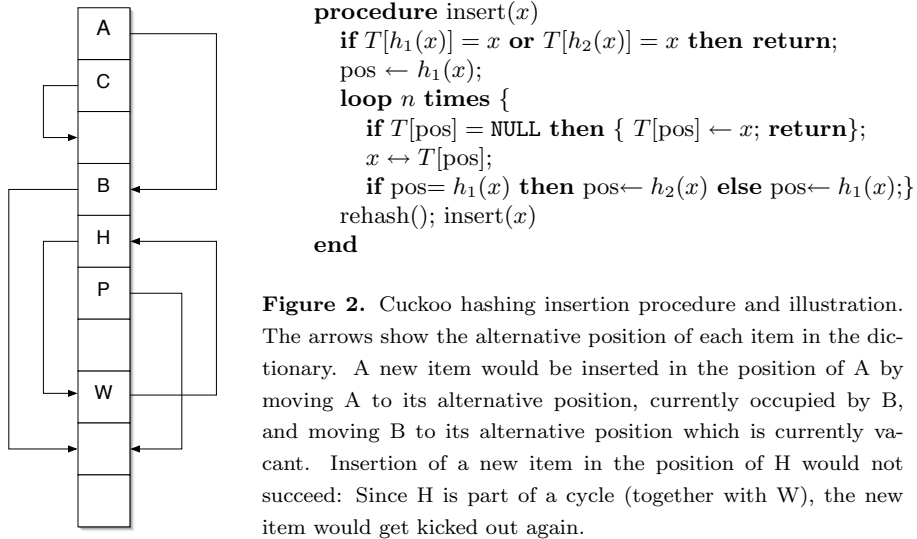 A
C
B
H
P
W
procedure insert(x)
if T[h₁(x)] = x or T[h₂(x)] = x then return;
pos ← h₁(x);
loop n times {
if T[pos] = NULL then { T[pos] ← x; return};
x ↔ T[pos];
if pos= h₁(x) then pos← h₂(x) else pos← h₁(x);}
rehash(); insert(x)
end
Figure 2. Cuckoo hashing insertion procedure and illustration.
The arrows show the alternative position of each item in the dic-
tionary. A new item would be inserted in the position of A by
moving A to its alternative position, currently occupied by B,
and moving B to its alternative position which is currently va-
cant. Insertion of a new item in the position of H would not
succeed: Since H is part of a cycle (together with W), the new
item would get kicked out again.